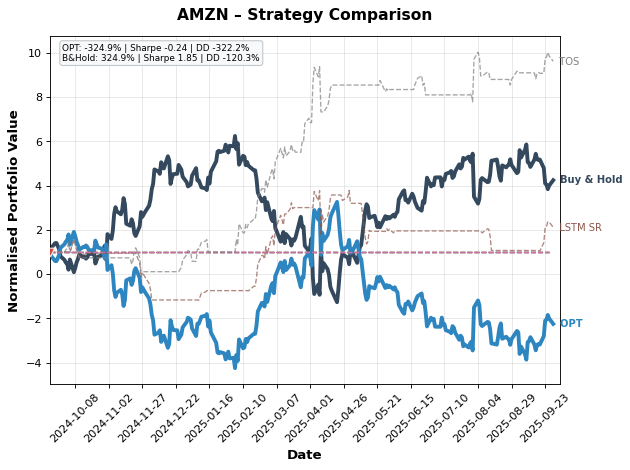 AMZN – Strategy Comparison
OPT: -324.9% | Sharpe -0.24 | DD -322.2%
B&Hold: 324.9% | Sharpe 1.85 | DD -120.3%
Normalised Portfolio Value
10
8
6
4
2
0
−2
−4
TOS
Buy & Hold
LSTM SR
OPT
2024-10-08
2024-11-02
2024-11-27
2024-12-22
2025-01-16
2025-02-10
2025-03-07
2025-04-01
2025-04-26
2025-05-21
2025-06-15
2025-07-10
2025-08-04
2025-08-29
2025-09-23
Date